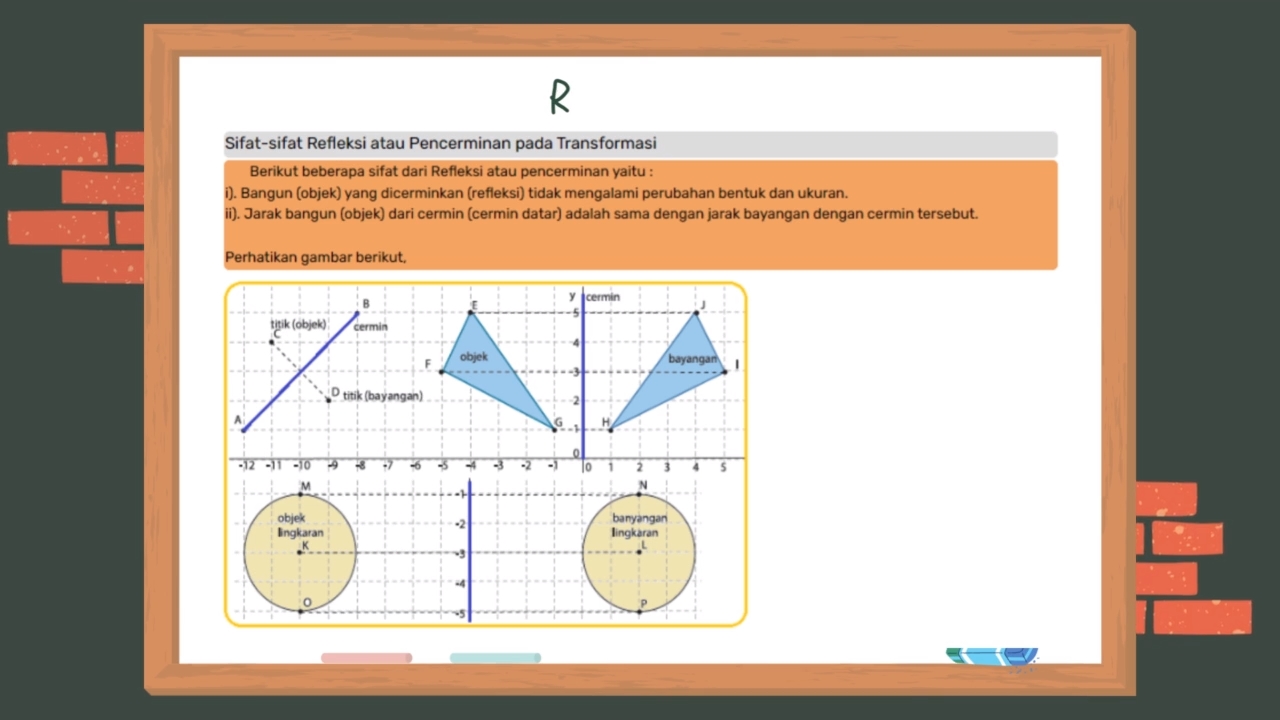 R
Sifat-sifat Refleksi atau Pencerminan pada Transformasi
Berikut beberapa sifat dari Refleksi atau pencerminan yaitu :
i). Bangun (objek) yang dicerminkan (refleksi) tidak mengalami perubahan bentuk dan ukuran.
ii). Jarak bangun (objek) dari cermin (cermin datar) adalah sama dengan jarak bayangan dengan cermin tersebut.
Perhatikan gambar berikut,
B
titik (objek)
C
cermin
D titik (bayangan)
A
E
F
objek
G
y cermin
5
4
3
2
1
0
J
bayangan
I
H
-12 -11 -10 -9 -8 -7 -6 -5 -4 -3 -2 -1 0 1 2 3 4 5
M
objek
lingkaran
K
O
-1
-2
-3
-4
-5
N
banyangan
lingkaran
L
P